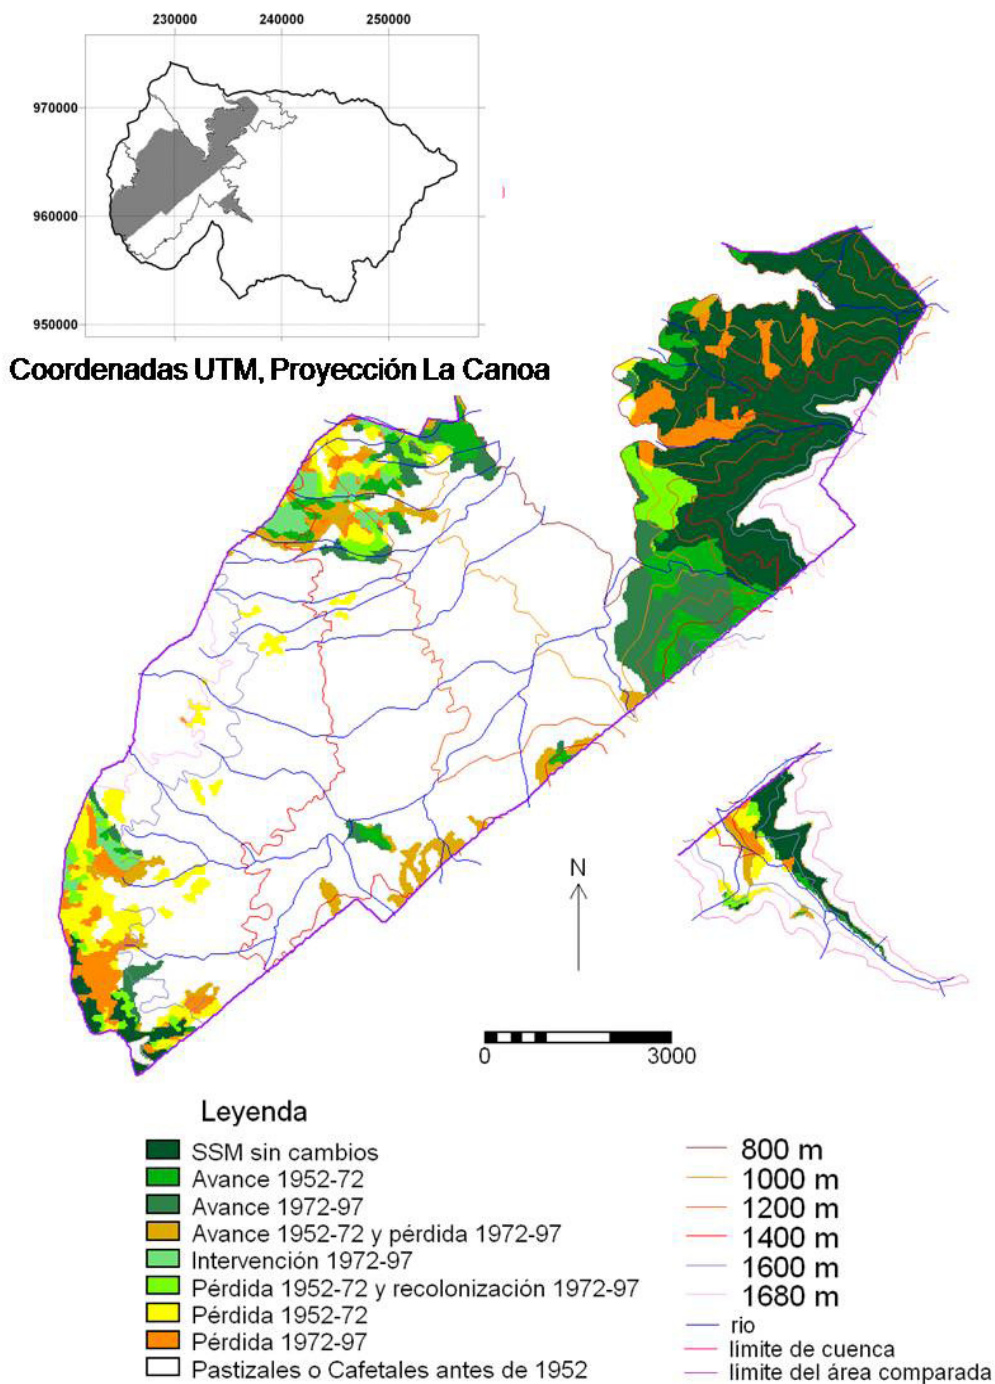 230000 240000 250000
970000
960000
950000
Coordenadas UTM, Proyección La Canoa
N
0 3000
Leyenda
SSM sin cambios
Avance 1952-72
Avance 1972-97
Avance 1952-72 y pérdida 1972-97
Intervención 1972-97
Pérdida 1952-72 y recolonización 1972-97
Pérdida 1952-72
Pérdida 1972-97
Pastizales o Cafetales antes de 1952
800 m
1000 m
1200 m
1400 m
1600 m
1680 m
rio
límite de cuenca
límite del área comparada